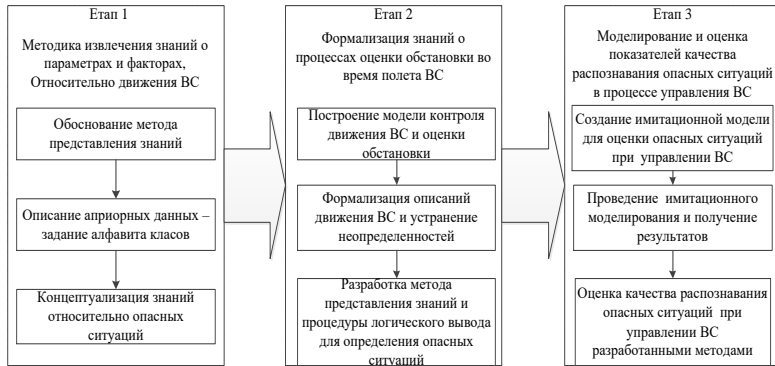 Етап 1
Методика извлечения знаний о
параметрах и факторах,
Относительно движения ВС
Обоснование метода
представления знаний
Описание априорных данных –
задание алфавита класов
Концептуализация знаний
относительно опасных
ситуаций
Етап 2
Формализация знаний о
процессах оценки обстановки во
время полета ВС
Построение модели контроля
движения ВС и оценки
обстановки
Формализация описаний
движения ВС и устранение
неопределенностей
Разработка метода
представления знаний и
процедуры логического вывода
для определения опасных
ситуаций
Етап 3
Моделирование и оценка
показателей качества
распознавания опасных ситуаций
в процессе управления ВС
Создание имитационной модели
для оценки опасных ситуаций
при управлении ВС
Проведение имитационного
моделирования и получение
результатов
Оценка качества распознавания
опасных ситуаций при
управлении ВС
разработанными методами